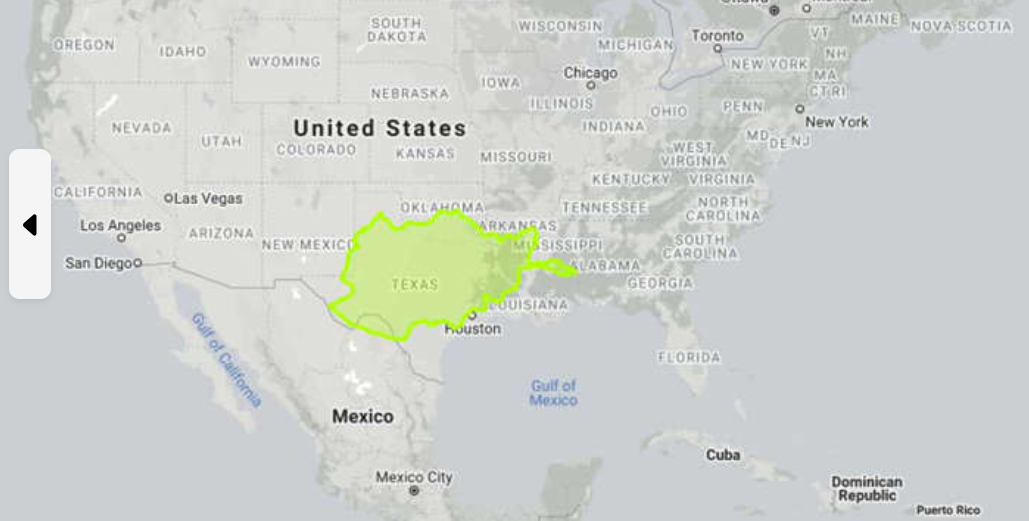 Ottawa
Montreal
MAINE
NOVA SCOTIA
SOUTH
DAKOTA
WISCONSIN
OREGON
IDAHO
MICHIGAN
Toronto
VT
NH
WYOMING
NEW YORK
MA
Chicago
IOWA
CT RI
NEBRASKA
ILLINOIS
OHIO
PENN
New York
NEVADA
United States
INDIANA
MD
DE
NJ
UTAH
COLORADO
KANSAS
MISSOURI
WEST
VIRGINIA
KENTUCKY
VIRGINIA
CALIFORNIA
Las Vegas
OKLAHOMA
TENNESSEE
NORTH
CAROLINA
Los Angeles
ARIZONA
NEW MEXICO
ARKANSAS
MISSISSIPPI
SOUTH
CAROLINA
San Diego
ALABAMA
TEXAS
GEORGIA
LOUISIANA
Houston
Gulf of California
FLORIDA
Gulf of
Mexico
Mexico
Cuba
Mexico City
Dominican
Republic
Puerto Rico